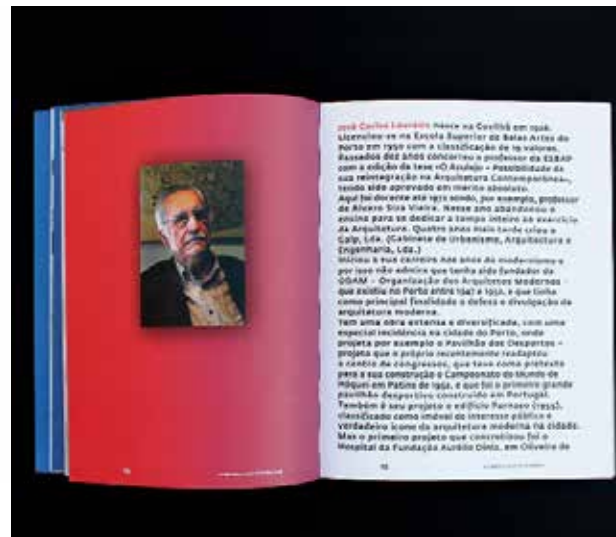 José Carlos Loureiro Nasce na Covilhã em 1926.
Licenciou-se na Escola Superior de Belas Artes do
Porto em 1950 com a classificação de 19 valores.
Passados dez anos concorreu a professor da ESBAP
com a edição da tese «O Azulejo – Possibilidade da
sua reintegração na Arquitetura Contemporânea»,
tendo sido aprovado em mérito absoluto.
Aqui foi docente até 1972 sendo, por exemplo, professor
de Álvaro Siza Vieira. Nesse ano abandonou o
ensino para se dedicar a tempo inteiro ao exercício
da Arquitetura. Quatro anos mais tarde criou o
Galp, Lda. (Gabinete de Urbanismo, Arquitectura e
Engenharia, Lda.)
Iniciou a sua carreira nos anos do modernismo e
por isso não admira que tenha sido fundador da
ODAM – Organização dos Arquitetos Modernos
que existiu no Porto entre 1947 e 1952, e que tinha
como principal finalidade a defesa e divulgação da
arquitetura moderna.
Tem uma obra extensa e diversificada, com uma
especial incidência na cidade do Porto, onde
projeta por exemplo o Pavilhão dos Desportos –
projeto que o próprio recentemente readaptou
a centro de congressos, que teve como pretexto
para a sua construção o Campeonato do Mundo de
Hóquei em Patins de 1952, e que foi o primeiro grande
pavilhão desportivo construído em Portugal.
Também é seu projeto o edifício Parnaso (1955),
classificado como imóvel de interesse público e
verdadeiro ícone da arquitetura moderna na cidade.
Mas o primeiro projeto que concretizou foi o
Hospital da Fundação Aurélio Diniz, em Oliveira de